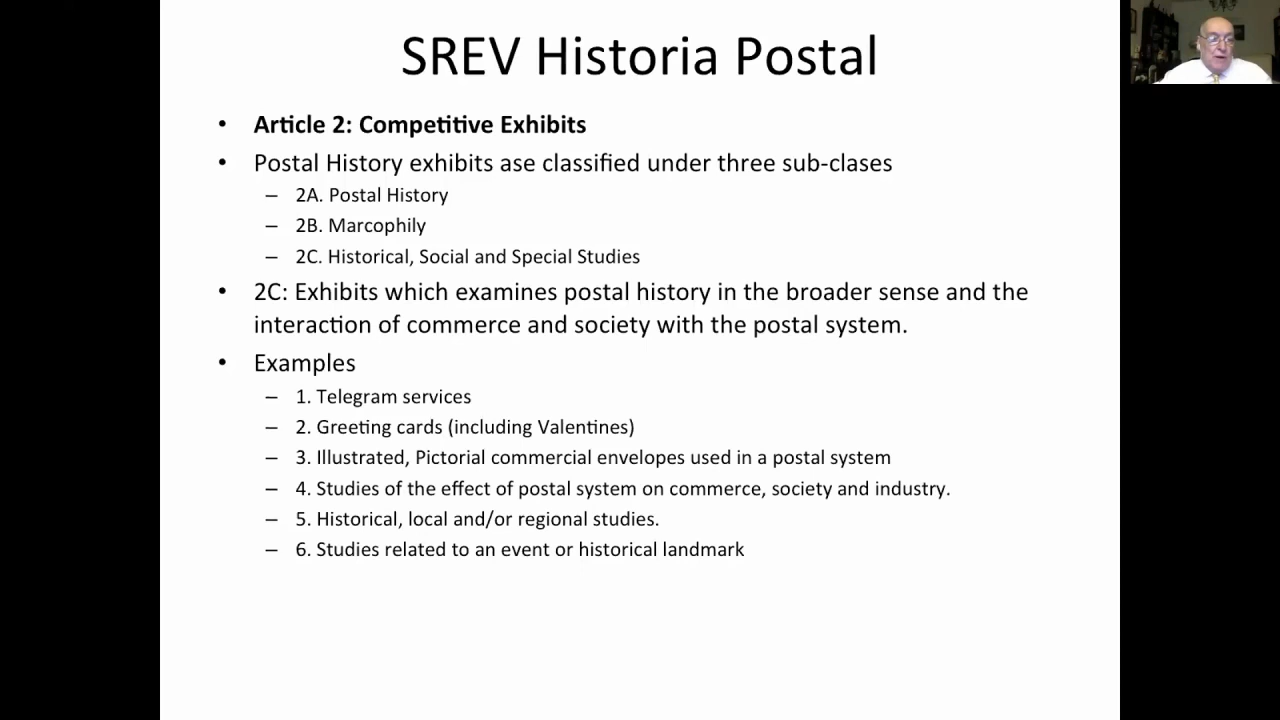 SREV Historia Postal
• Article 2: Competitive Exhibits
• Postal History exhibits ase classified under three sub-clases
– 2A. Postal History
– 2B. Marcophily
– 2C. Historical, Social and Special Studies
• 2C: Exhibits which examines postal history in the broader sense and the
interaction of commerce and society with the postal system.
• Examples
– 1. Telegram services
– 2. Greeting cards (including Valentines)
– 3. Illustrated, Pictorial commercial envelopes used in a postal system
– 4. Studies of the effect of postal system on commerce, society and industry.
– 5. Historical, local and/or regional studies.
– 6. Studies related to an event or historical landmark